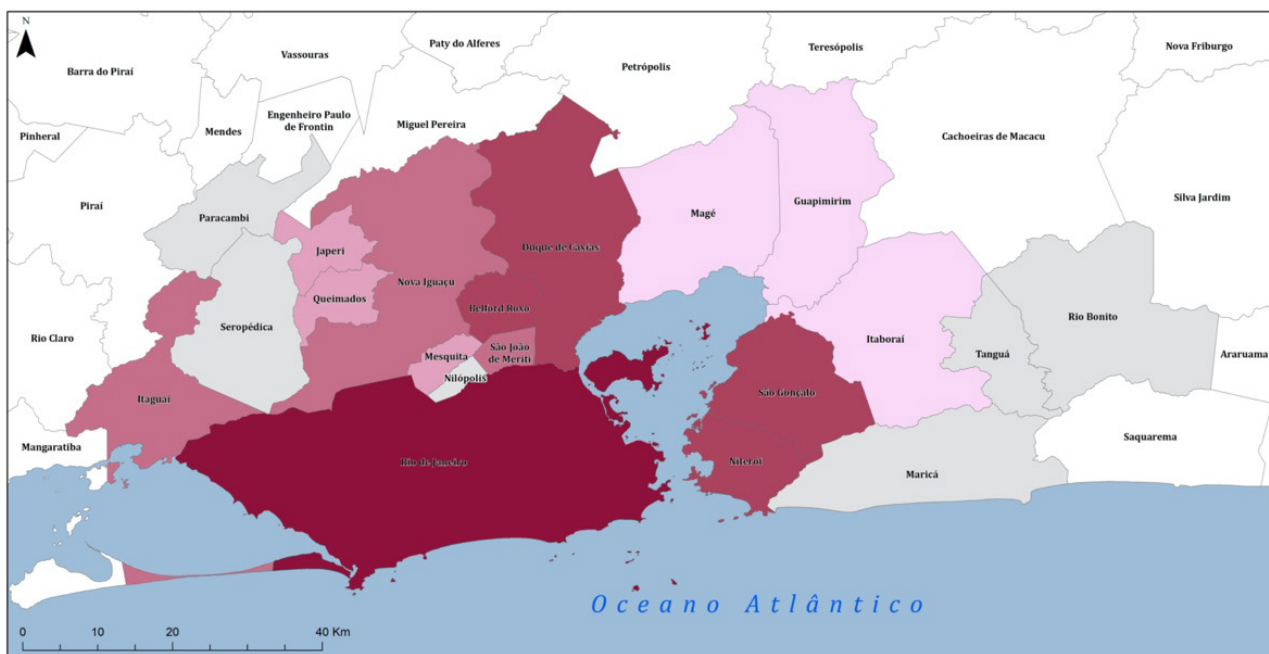 N
Paty do Alferes
Teresópolis
Nova Friburgo
Vassouras
Petrópolis
Barra do Piraí
Engenheiro Paulo
de Frontin
Miguel Pereira
Mendes
Pinheral
Cachoeiras de Macacu
Piraí
Silva Jardim
Paracambi
Magé
Guapimirim
Japeri
Duque de Caxias
Nova Iguaçu
Queimados
Belford Roxo
Seropédica
Rio Bonito
Rio Claro
São João
de Meriti
Itaboraí
Tanguá
Araruama
Mesquita
Nilópolis
Itaguaí
São Gonçalo
Mangaratiba
Saquarema
Rio de Janeiro
Niterói
Maricá
Oceano Atlântico
0 10 20 40 Km